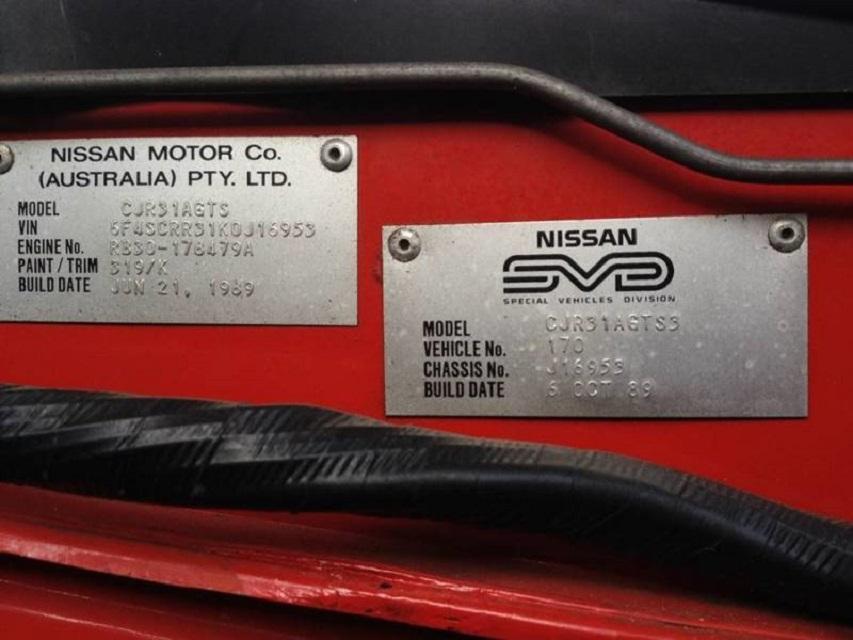 NISSAN MOTOR Co.
(AUSTRALIA) PTY. LTD.
MODEL CJR31AGTS
VIN 6F4SCRR31K0J16953
ENGINE No. RB30-178479A
PAINT / TRIM 319/K
BUILD DATE JUN 21, 1989
NISSAN
SVD
SPECIAL VEHICLES DIVISION
MODEL CJR31AGTS3
VEHICLE No. 170
CHASSIS No. J16953
BUILD DATE 6 OCT 89